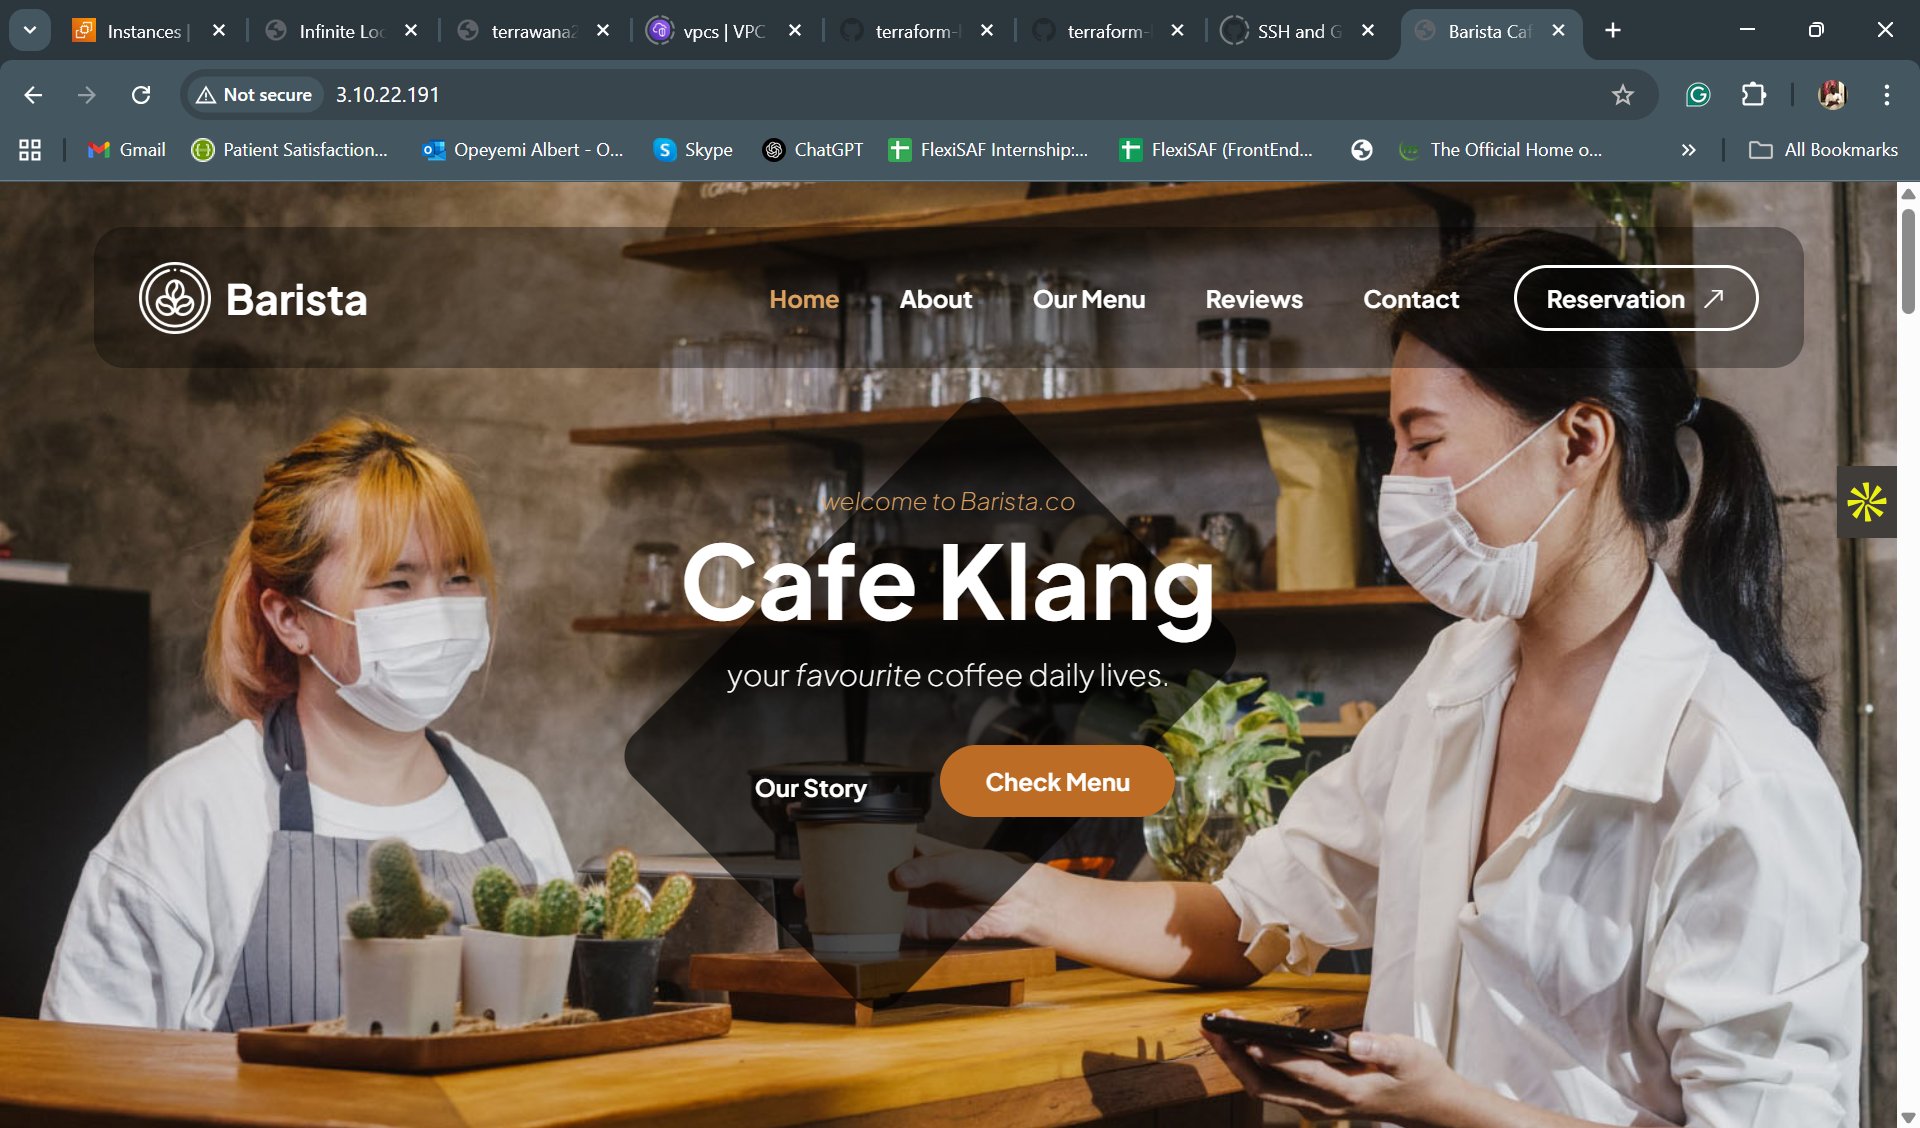 Instances |
Infinite Loc
terrawana2
vpcs | VPC
terraform-
terraform-
SSH and G
Barista Caf
Not secure
3.10.22.191
Gmail
Patient Satisfaction...
Opeyemi Albert - O...
Skype
ChatGPT
FlexiSAF Internship:...
FlexiSAF (FrontEnd...
The Official Home o...
All Bookmarks
Barista
Home
About
Our Menu
Reviews
Contact
Reservation
welcome to Barista.co
Cafe Klang
your favourite coffee daily lives.
Our Story
Check Menu